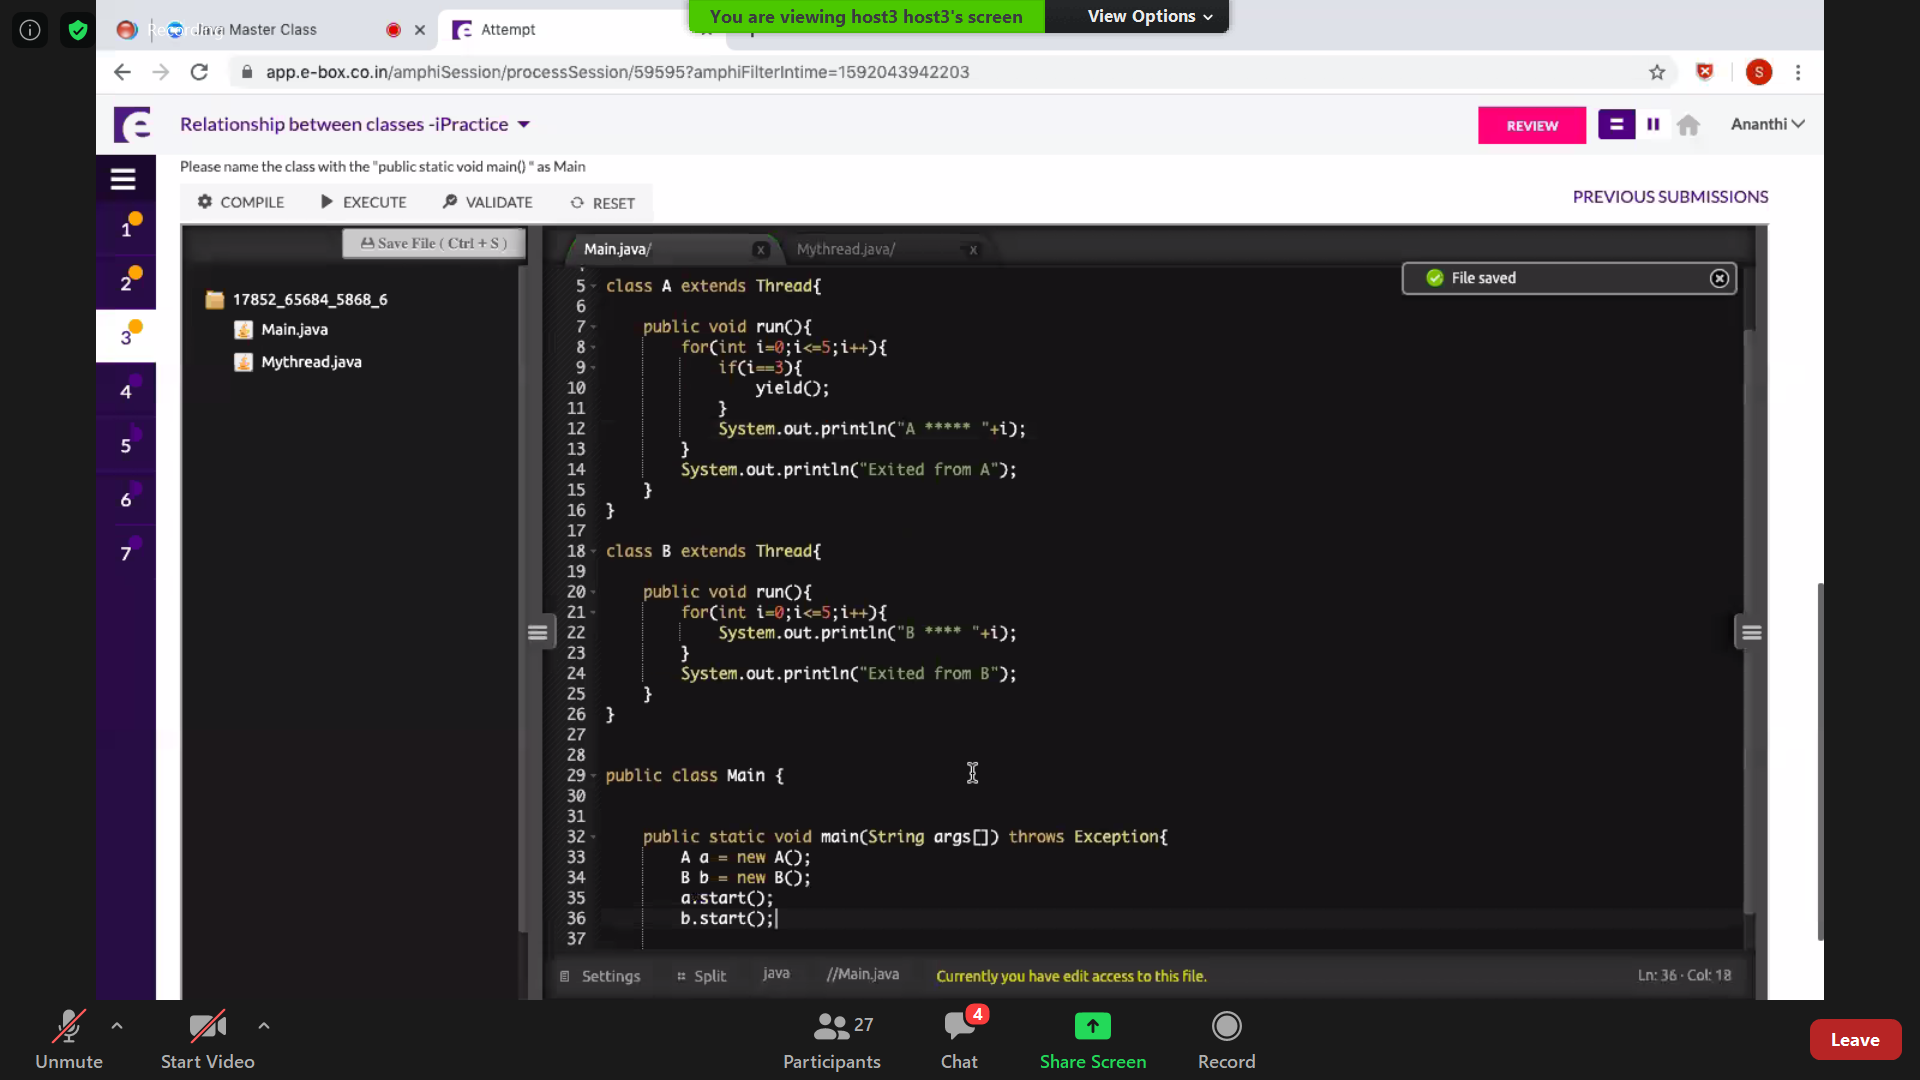 You are viewing host3 host3's screen
View Options
Recording
Java Master Class
Attempt
app.e-box.co.in/amphiSession/processSession/59595?amphiFilterIntime=1592043942203
S
Relationship between classes -iPractice
REVIEW
Ananthi
Please name the class with the "public static void main() " as Main
COMPILE
EXECUTE
VALIDATE
RESET
PREVIOUS SUBMISSIONS
1
2
3
4
5
6
7
Save File ( Ctrl + S )
17852_65684_5868_6
Main.java
Mythread.java
Main.java/ x
Mythread.java/ x
File saved
5 class A extends Thread{
6
7 public void run(){
8 for(int i=0;i<=5;i++){
9 if(i==3){
10 yield();
11 }
12 System.out.println("A ***** "+i);
13 }
14 System.out.println("Exited from A");
15 }
16 }
17
18 class B extends Thread{
19
20 public void run(){
21 for(int i=0;i<=5;i++){
22 System.out.println("B **** "+i);
23 }
24 System.out.println("Exited from B");
25 }
26 }
27
28
29 public class Main {
30
31
32 public static void main(String args[]) throws Exception{
33 A a = new A();
34 B b = new B();
35 a.start();
36 b.start();
37
Settings
Split
java
//Main.java
Currently you have edit access to this file.
Ln: 36 · Col: 18
Unmute
Start Video
27
Participants
4
Chat
Share Screen
Record
Leave